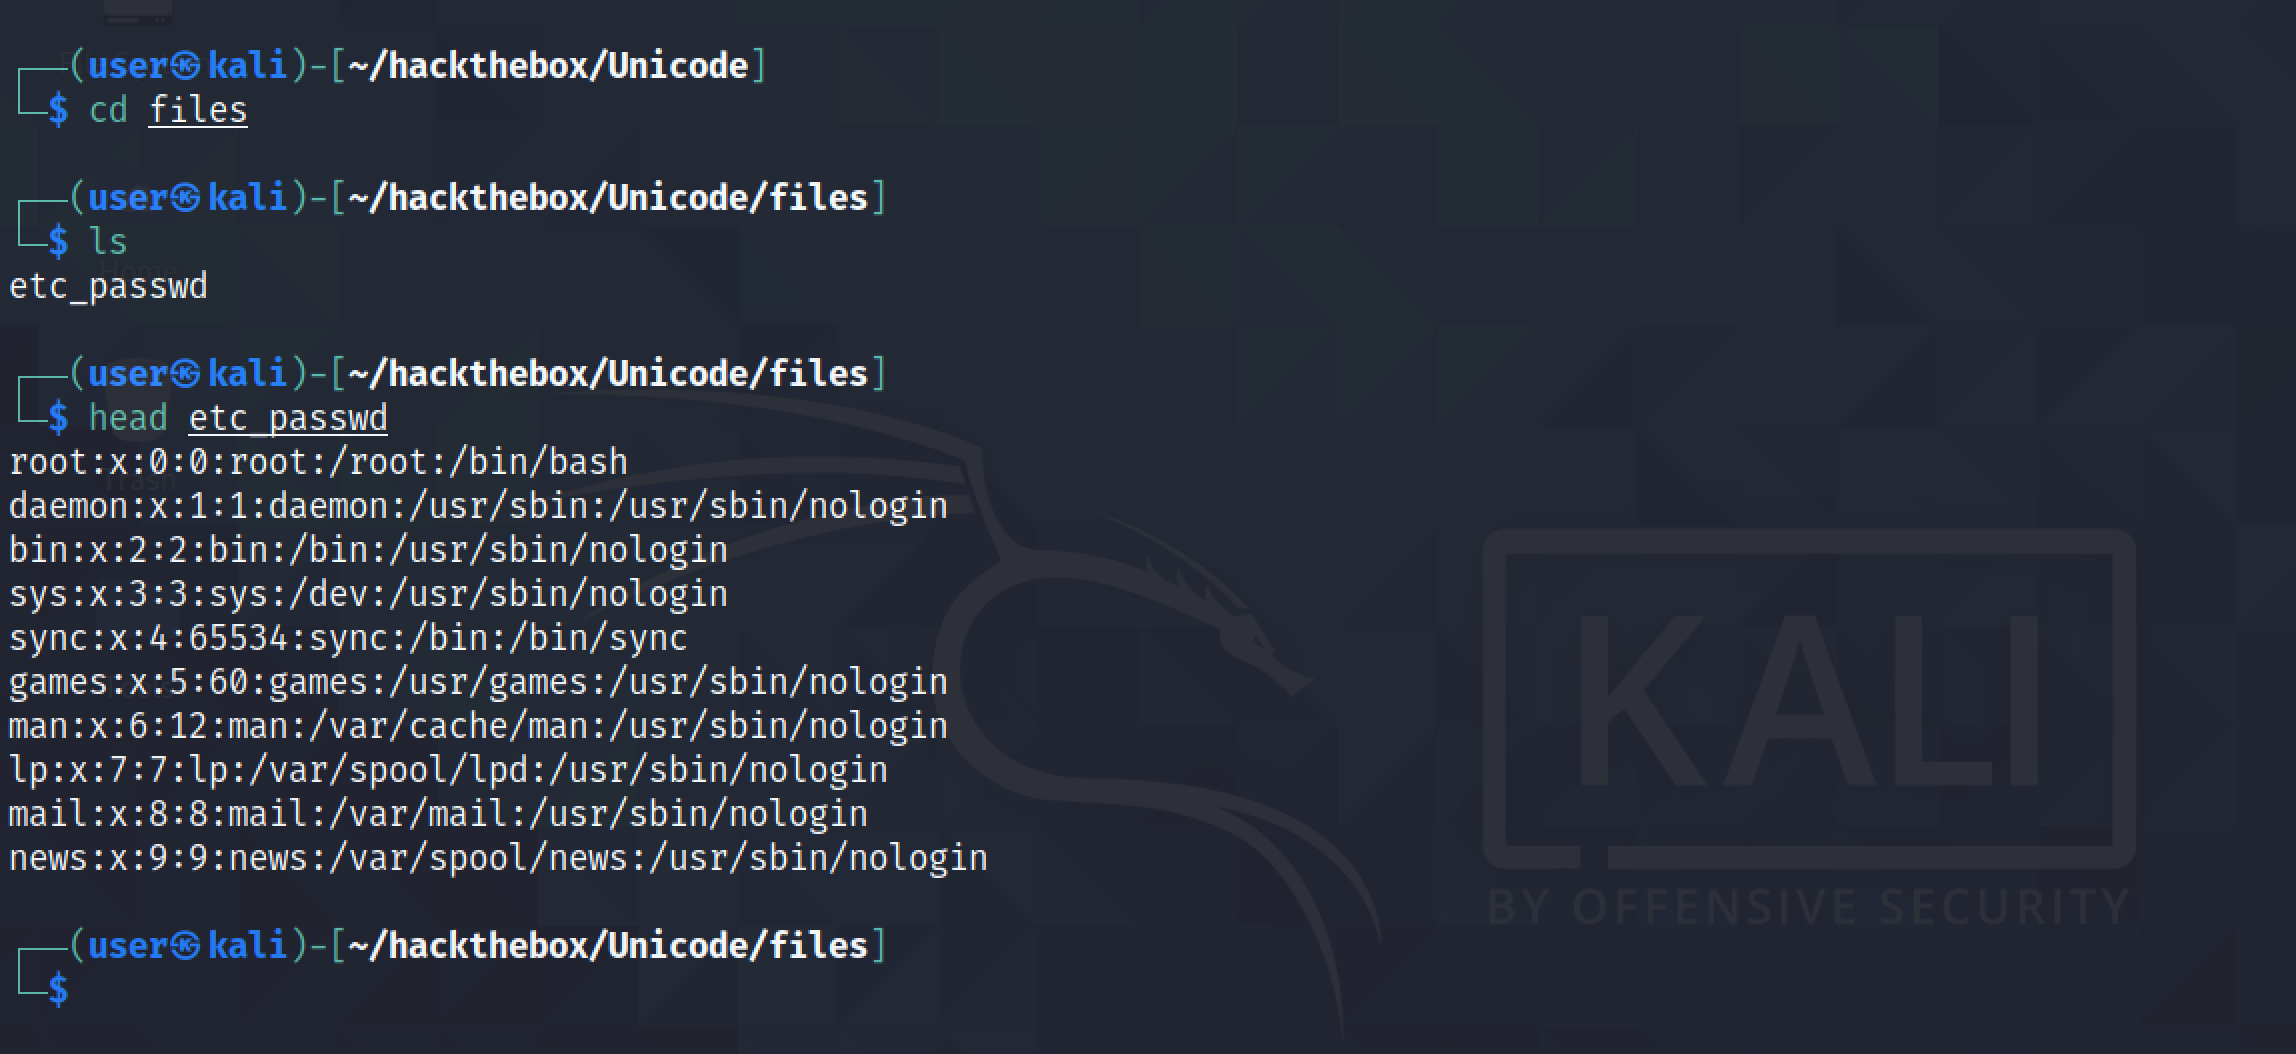 ┌──(user㉿kali)-[~/hackthebox/Unicode]
└─$ cd files
┌──(user㉿kali)-[~/hackthebox/Unicode/files]
└─$ ls
Home
etc_passwd
┌──(user㉿kali)-[~/hackthebox/Unicode/files]
└─$ head etc_passwd
root:x:0:0:root:/root:/bin/bash
Trash
daemon:x:1:1:daemon:/usr/sbin:/usr/sbin/nologin
bin:x:2:2:bin:/bin:/usr/sbin/nologin
sys:x:3:3:sys:/dev:/usr/sbin/nologin
sync:x:4:65534:sync:/bin:/bin/sync
games:x:5:60:games:/usr/games:/usr/sbin/nologin
man:x:6:12:man:/var/cache/man:/usr/sbin/nologin
lp:x:7:7:lp:/var/spool/lpd:/usr/sbin/nologin
mail:x:8:8:mail:/var/mail:/usr/sbin/nologin
news:x:9:9:news:/var/spool/news:/usr/sbin/nologin
┌──(user㉿kali)-[~/hackthebox/Unicode/files]
└─$
KALI
BY OFFENSIVE SECURITY